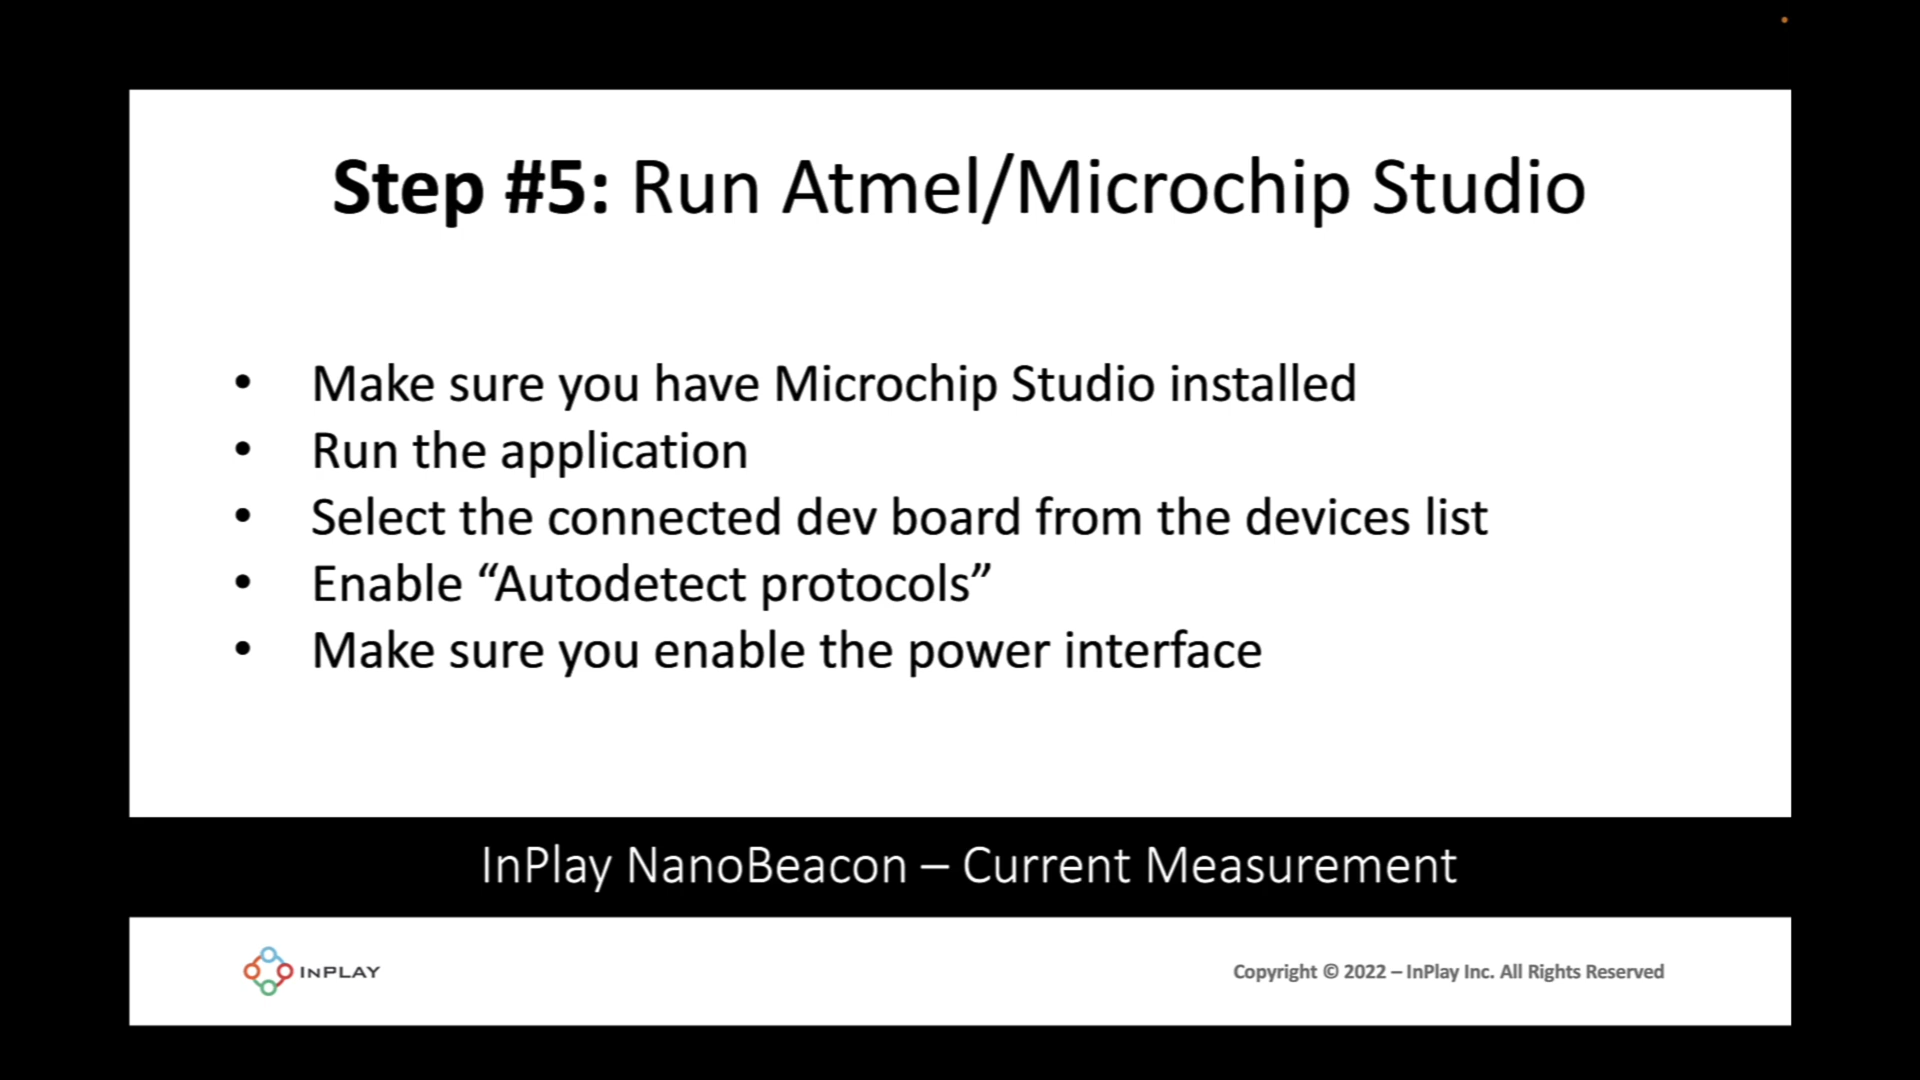 Step #5: Run Atmel/Microchip Studio
• Make sure you have Microchip Studio installed
• Run the application
• Select the connected dev board from the devices list
• Enable “Autodetect protocols”
• Make sure you enable the power interface
InPlay NanoBeacon – Current Measurement
INPLAY
Copyright © 2022 – InPlay Inc. All Rights Reserved